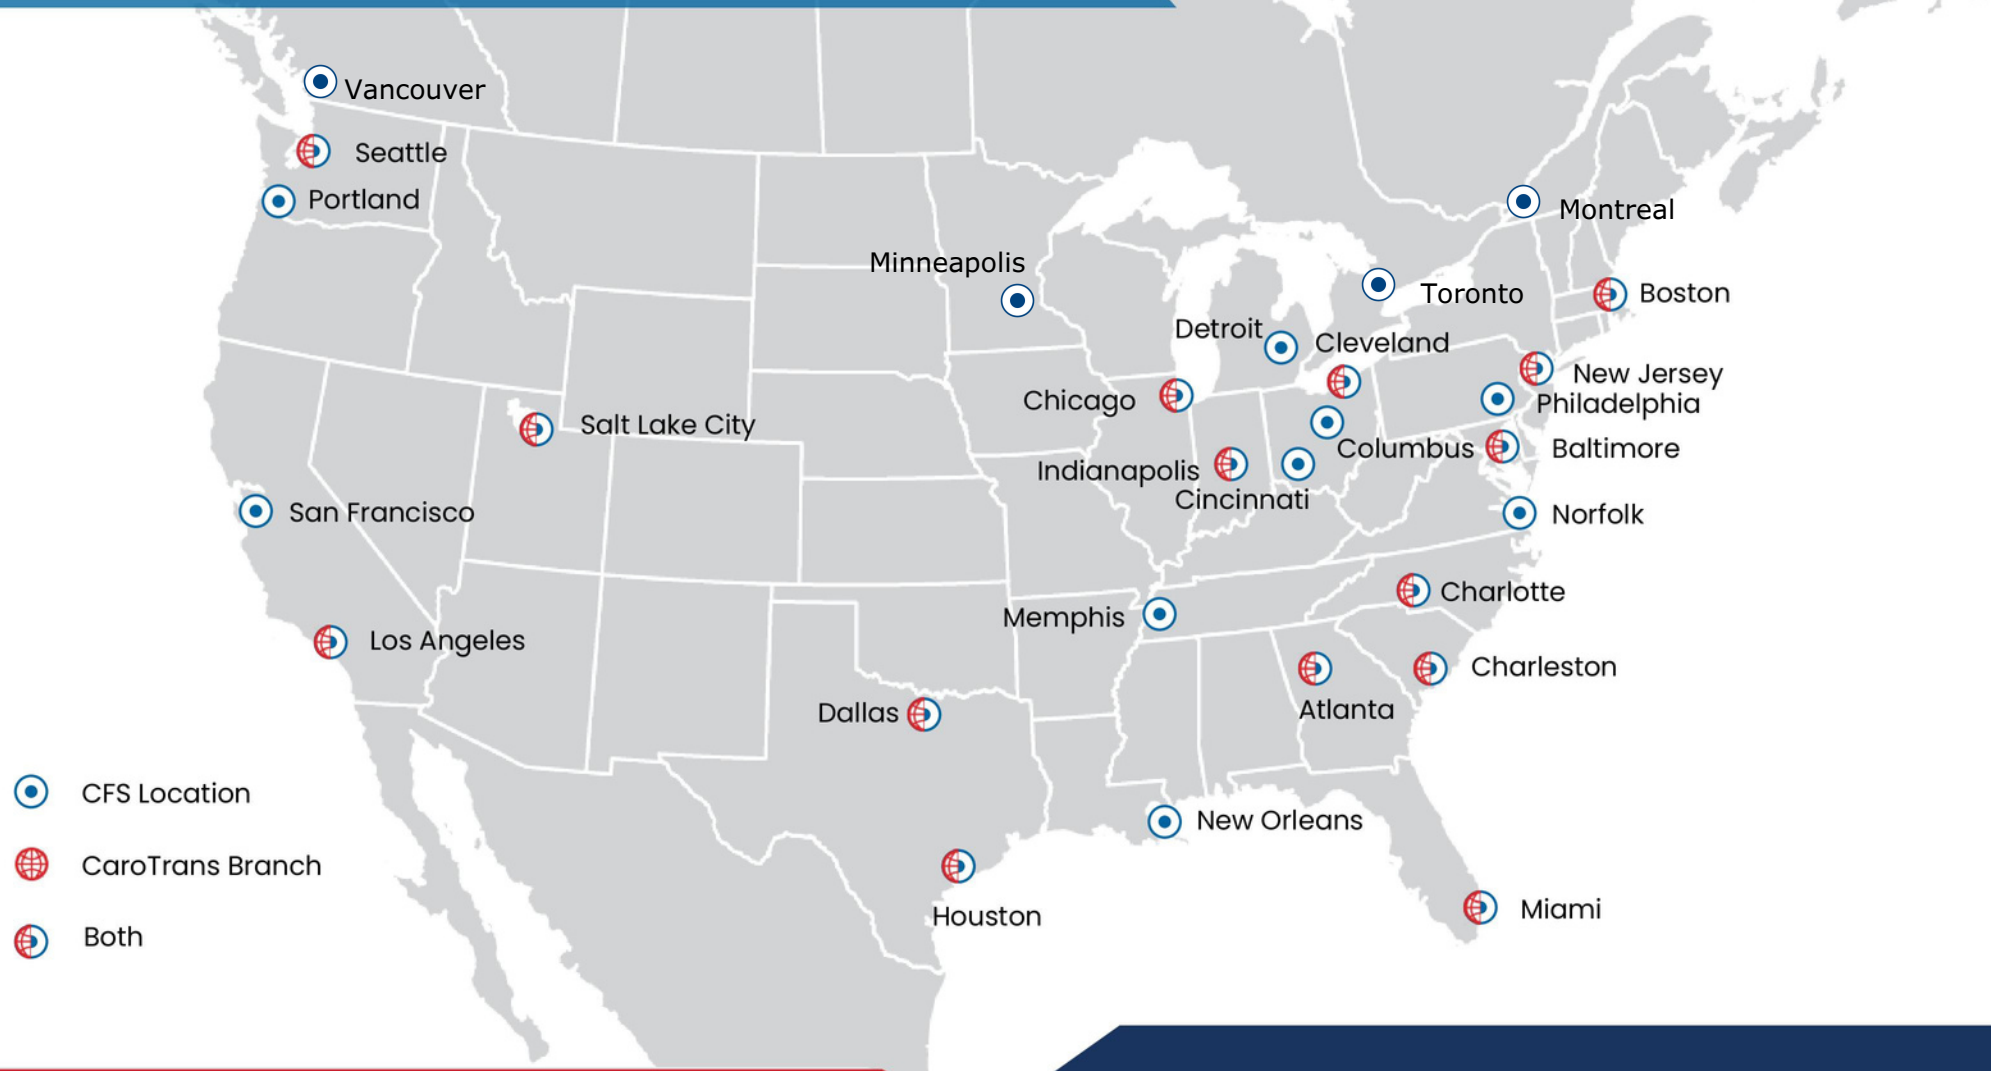 Vancouver
Seattle
Portland
Montreal
Minneapolis
Toronto
Boston
Detroit
Cleveland
New Jersey
Chicago
Philadelphia
Salt Lake City
Columbus
Baltimore
Indianapolis
Cincinnati
San Francisco
Norfolk
Charlotte
Memphis
Los Angeles
Charleston
Dallas
Atlanta
CFS Location
New Orleans
CaroTrans Branch
Houston
Miami
Both